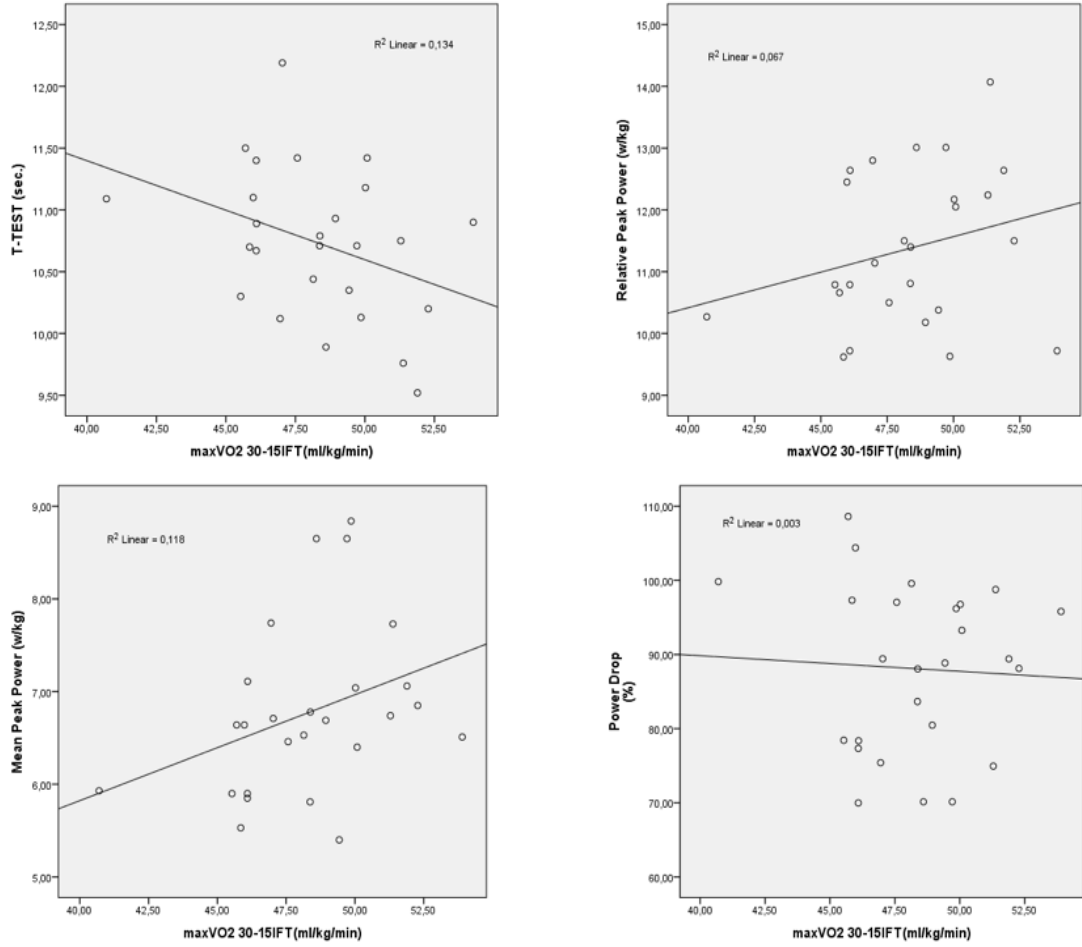 12,50
12,00
11,50
11,00
10,50
10,00
9,50
T-TEST (sec.)
R² Linear = 0,134
40,00 42,50 45,00 47,50 50,00 52,50
maxVO2 30-15IFT(ml/kg/min)
15,00
14,00
13,00
12,00
11,00
10,00
9,00
Relative Peak Power (w/kg)
R² Linear = 0,067
40,00 42,50 45,00 47,50 50,00 52,50
maxVO2 30-15IFT(ml/kg/min)
9,00
8,00
7,00
6,00
5,00
Mean Peak Power (w/kg)
R² Linear = 0,118
40,00 42,50 45,00 47,50 50,00 52,50
maxVO2 30-15IFT(ml/kg/min)
110,00
100,00
90,00
80,00
70,00
60,00
Power Drop
(%)
R² Linear = 0,003
40,00 42,50 45,00 47,50 50,00 52,50
maxVO2 30-15IFT(ml/kg/min)